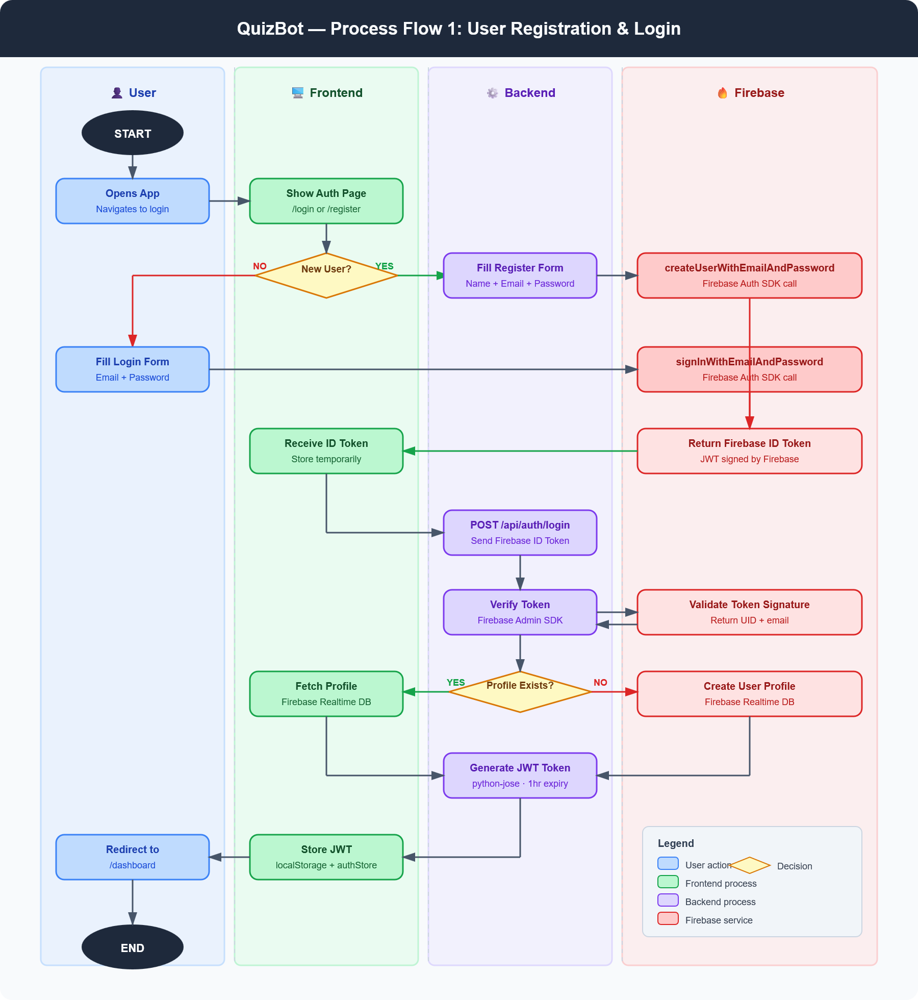 QuizBot — Process Flow 1: User Registration & Login
User
Frontend
Backend
Firebase
START
Opens App
Navigates to login
Show Auth Page
/login or /register
NO
New User?
YES
Fill Register Form
Name + Email + Password
createUserWithEmailAndPassword
Firebase Auth SDK call
Fill Login Form
Email + Password
signInWithEmailAndPassword
Firebase Auth SDK call
Receive ID Token
Store temporarily
Return Firebase ID Token
JWT signed by Firebase
POST /api/auth/login
Send Firebase ID Token
Verify Token
Firebase Admin SDK
Validate Token Signature
Return UID + email
Fetch Profile
Firebase Realtime DB
YES
Profile Exists?
NO
Create User Profile
Firebase Realtime DB
Generate JWT Token
python-jose · 1hr expiry
Redirect to
/dashboard
Store JWT
localStorage + authStore
Legend
User action
Decision
Frontend process
Backend process
Firebase service
END